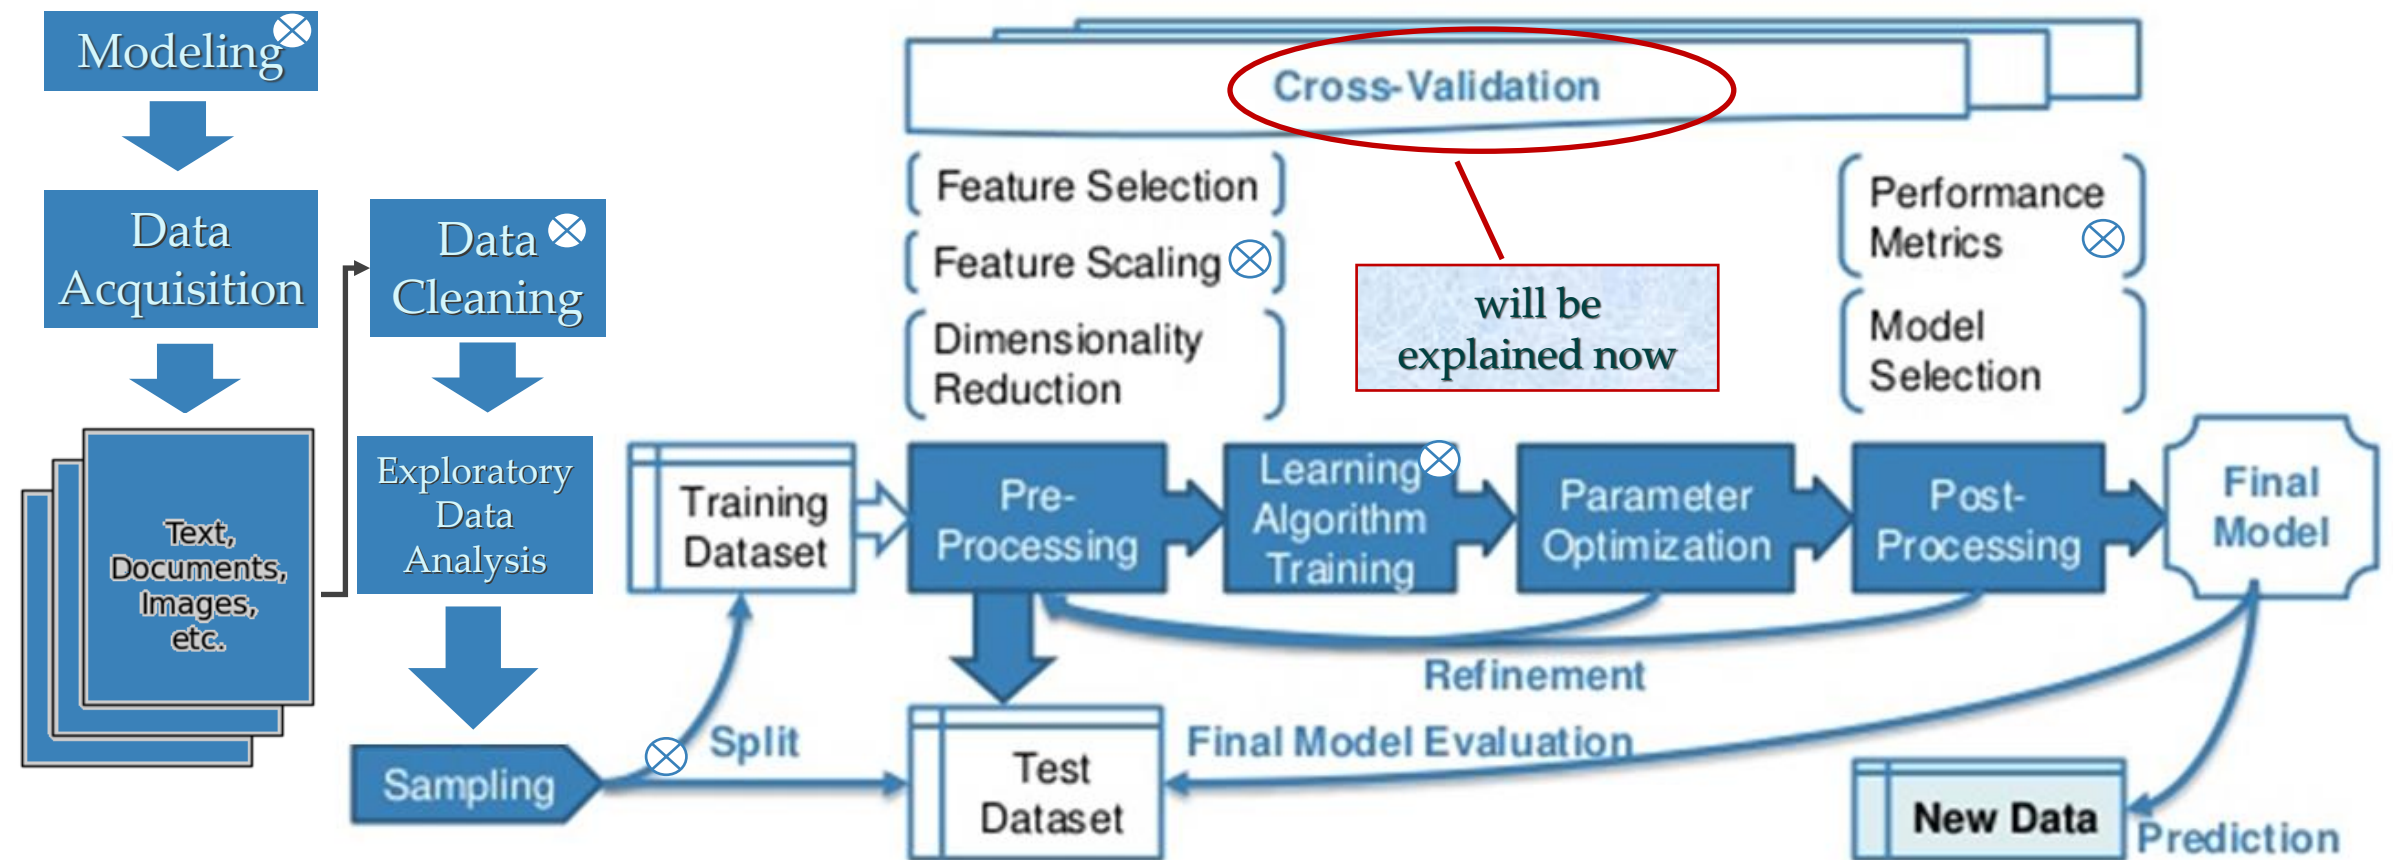 Modeling
Data
Acquisition
Text,
Documents,
Images,
etc.
Data
Cleaning
Exploratory
Data
Analysis
Sampling
Split
Training
Dataset
Test
Dataset
Cross-Validation
will be
explained now
Feature Selection
Feature Scaling
Dimensionality
Reduction
Pre-
Processing
Learning
Algorithm
Training
Parameter
Optimization
Performance
Metrics
Model
Selection
Post-
Processing
Final
Model
Refinement
Final Model Evaluation
New Data
Prediction